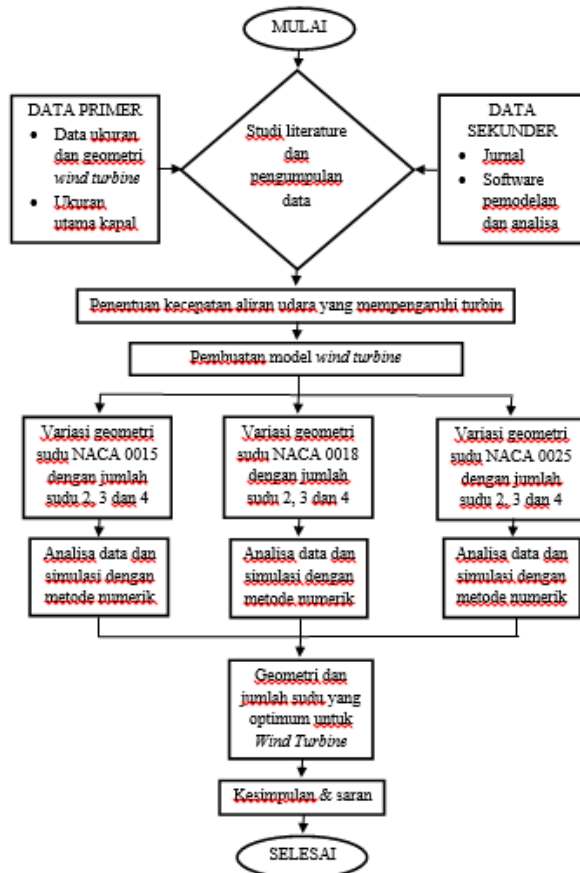 MULAI
DATA PRIMER
• Data ukuran
dan geometri
wind turbine
• Ukuran
utama kapal
Studi literature
dan
pengumpulan
data
DATA
SEKUNDER
• Jurnal
• Software
pemodelan
dan analisa
Penentuan kecepatan aliran udara yang mempengaruhi turbin
Pembuatan model wind turbine
Variasi geometri
sudu NACA 0015
dengan jumlah
sudu 2, 3 dan 4
Variasi geometri
sudu NACA 0018
dengan jumlah
sudu 2, 3 dan 4
Variasi geometri
sudu NACA 0025
dengan jumlah
sudu 2, 3 dan 4
Analisa data dan
simulasi dengan
metode numerik
Analisa data dan
simulasi dengan
metode numerik
Analisa data dan
simulasi dengan
metode numerik
Geometri dan
jumlah sudu yang
optimum untuk
Wind Turbine
Kesimpulan & saran
SELESAI